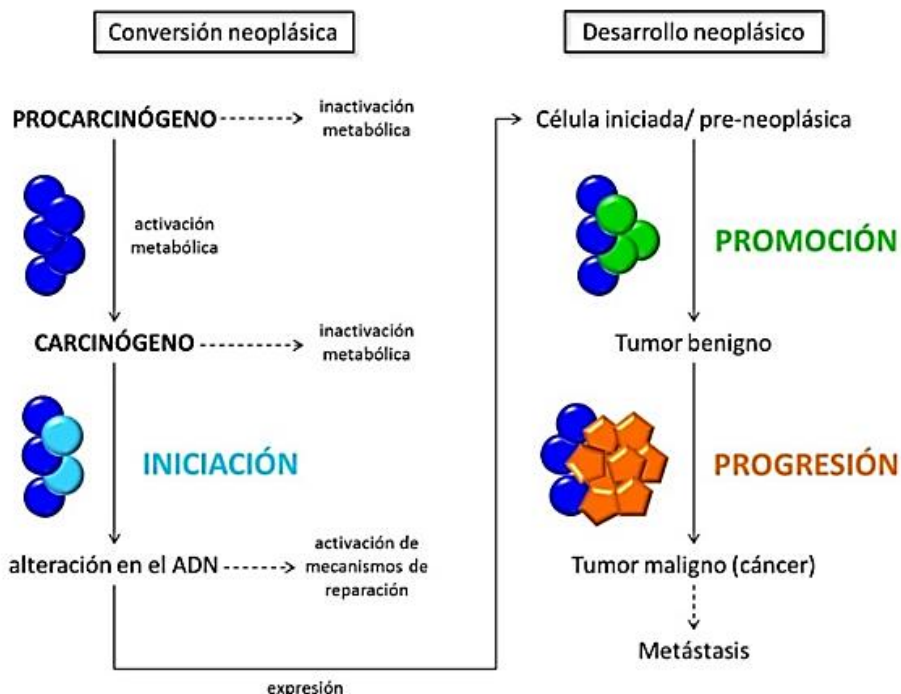 Conversión neoplásica
PROCARCINÓGENO
inactivación
metabólica
activación
metabólica
CARCINÓGENO
inactivación
metabólica
INICIACIÓN
alteración en el ADN
activación de
mecanismos de
reparación
expresión
Desarrollo neoplásico
Célula iniciada/ pre-neoplásica
PROMOCIÓN
Tumor benigno
PROGRESIÓN
Tumor maligno (cáncer)
Metástasis